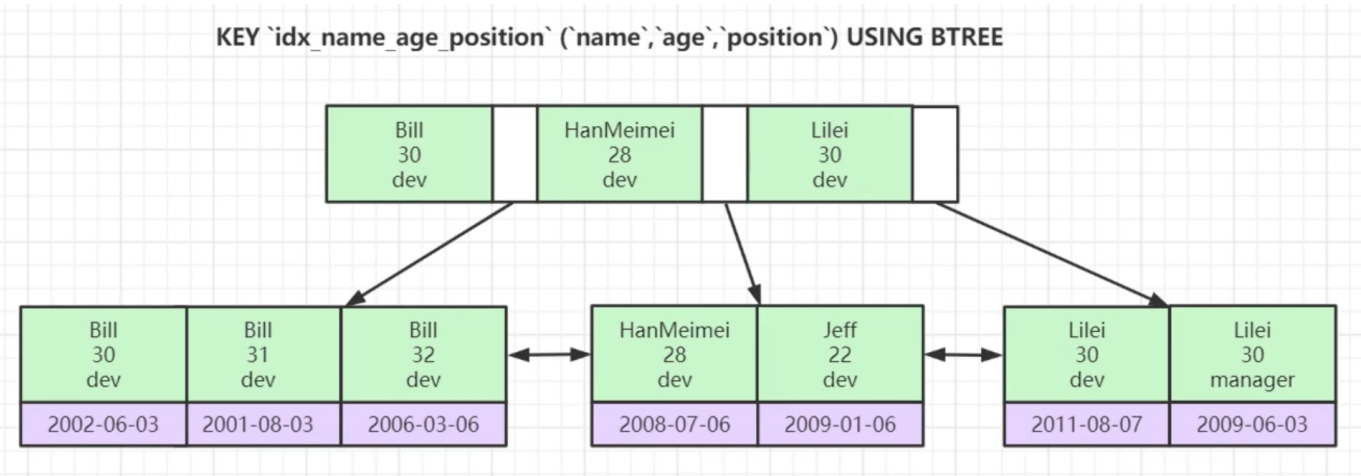 KEY `idx_name_age_position` (`name`,`age`,`position`) USING BTREE
Bill
30
dev
HanMeimei
28
dev
Lilei
30
dev
Bill
30
dev
2002-06-03
Bill
31
dev
2001-08-03
Bill
32
dev
2006-03-06
HanMeimei
28
dev
2008-07-06
Jeff
22
dev
2009-01-06
Lilei
30
dev
2011-08-07
Lilei
30
manager
2009-06-03